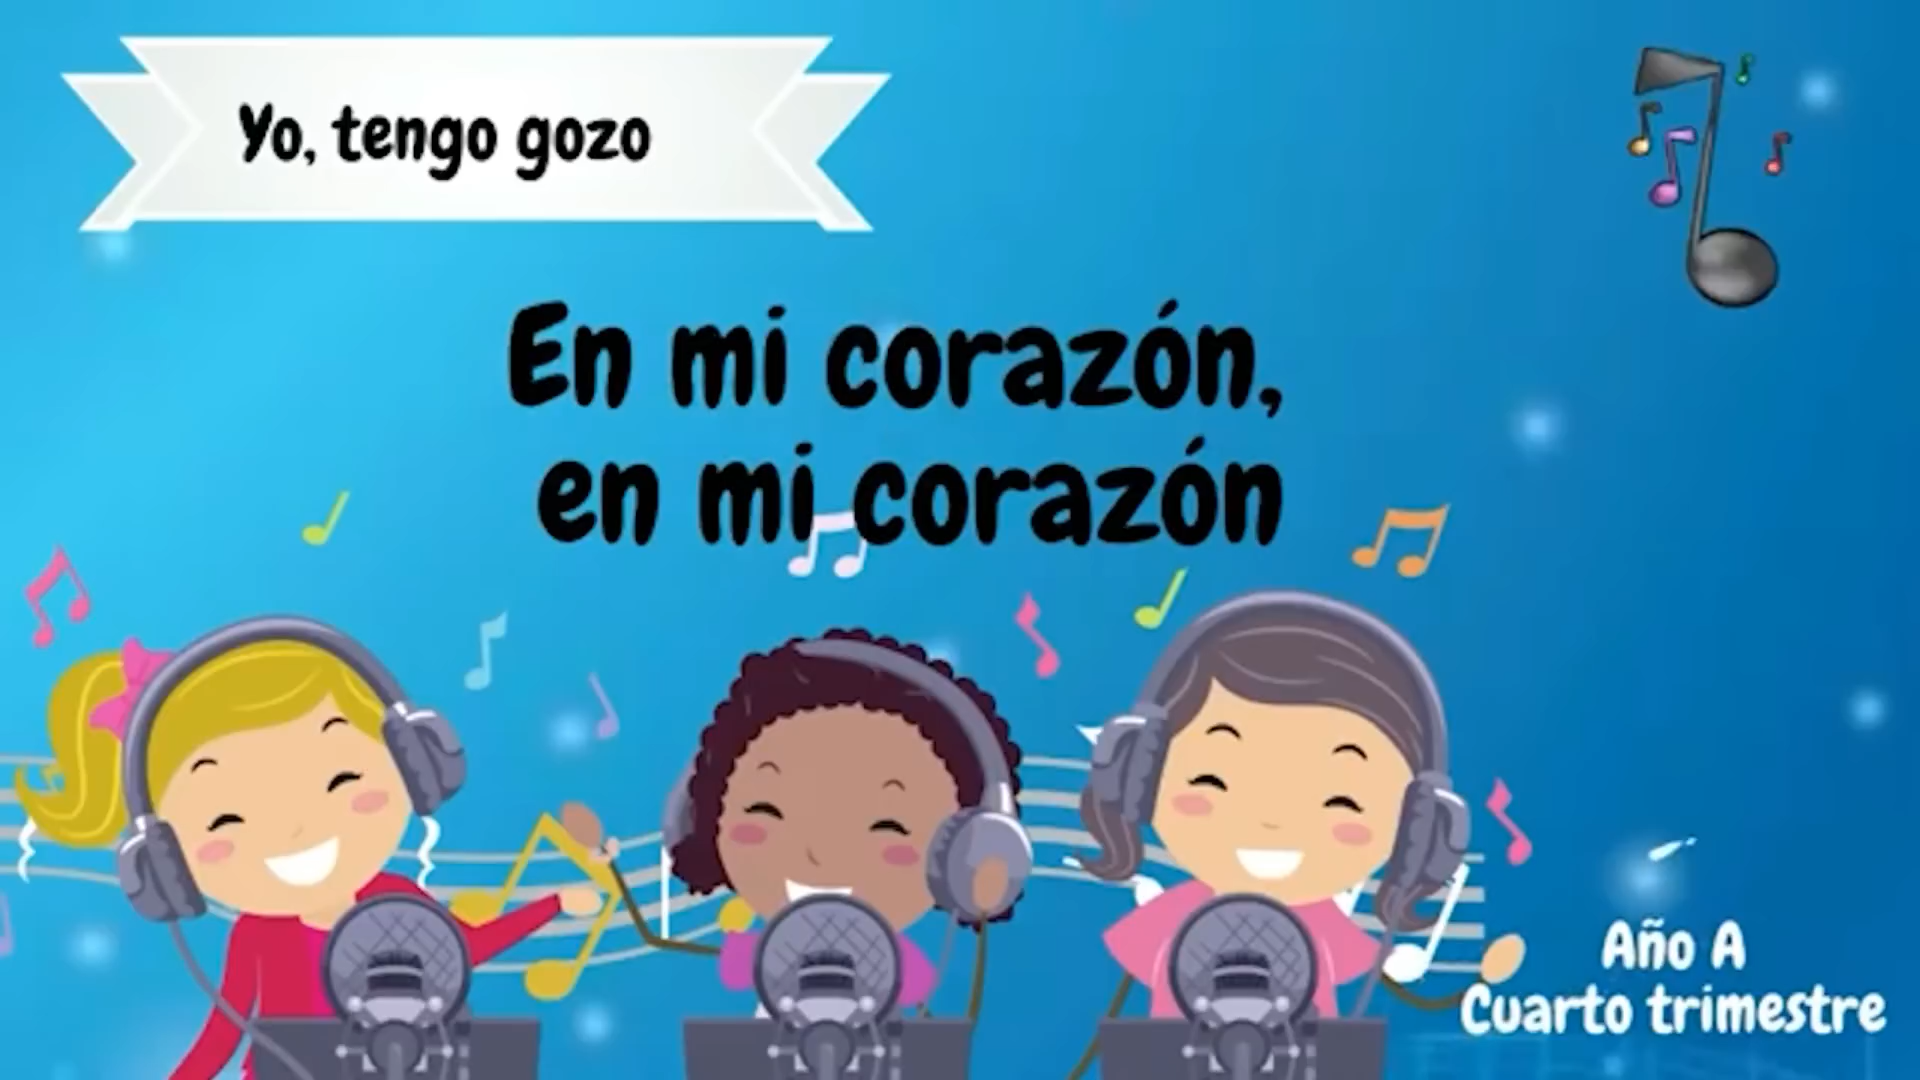 Yo, tengo gozo
En mi corazón,
en mi corazón
Año A
Cuarto trimestre